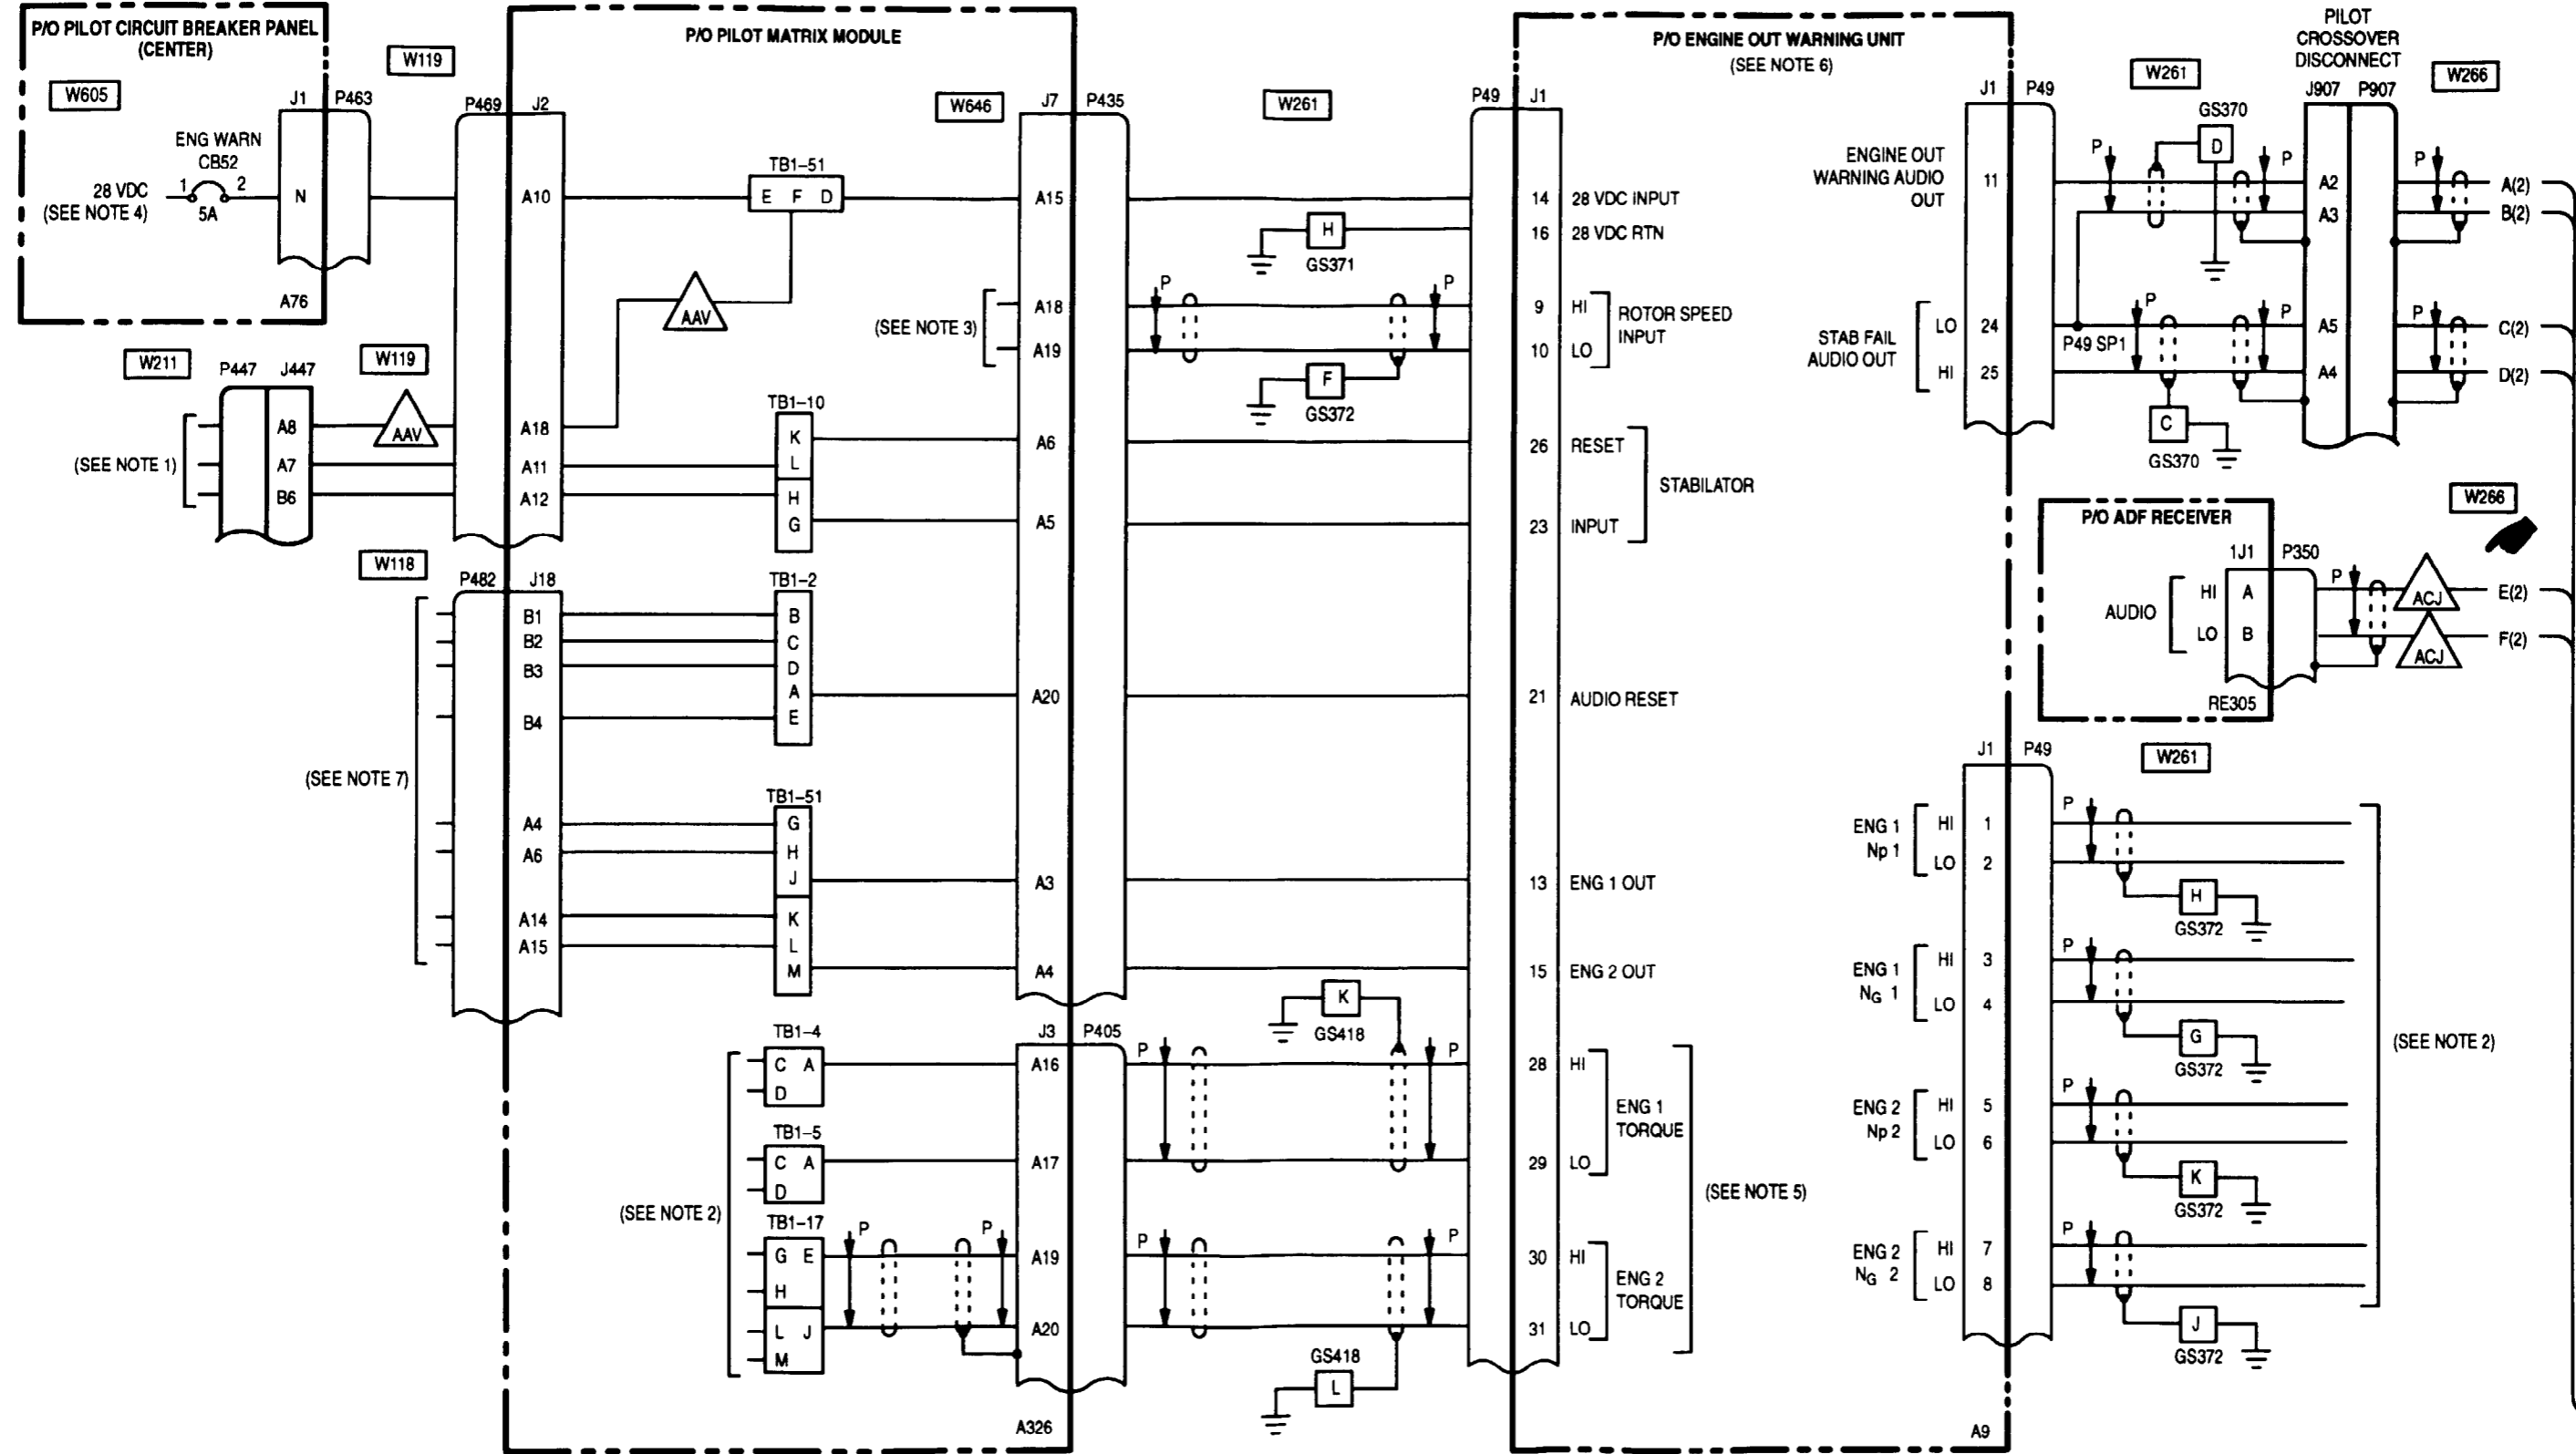 P/O PILOT CIRCUIT BREAKER PANEL
(CENTER)
W605
J1 P463
ENG WARN
CB52
28 VDC
(SEE NOTE 4)
1 2
5A
N
A76
W119
W211
P447 J447
W119
AAV
A8
A7
B6
(SEE NOTE 1)
W118
P/O PILOT MATRIX MODULE
P469 J2
A10
A18
A11
A12
P482 J18
B1
B2
B3
B4
A4
A6
A14
A15
(SEE NOTE 7)
TB1–51
E F D
AAV
TB1–10
K
L
H
G
TB1–2
B
C
D
A
E
TB1–51
G
H
J
K
L
M
TB1–4
C A
D
TB1–5
C A
D
TB1–17
G E
H
L J
M
P P
(SEE NOTE 2)
(SEE NOTE 3)
W646
J7 P435
A15
A18
A19
A6
A5
A20
A3
A4
J3 P405
A16
A17
A19
A20
A326
W261
H
GS371
P P
F
GS372
K
GS418
P P
P P
GS418
L
P/O ENGINE OUT WARNING UNIT
(SEE NOTE 6)
P49 J1
14 28 VDC INPUT
16 28 VDC RTN
9 HI
10 LO
ROTOR SPEED
INPUT
26 RESET
23 INPUT
STABILATOR
21 AUDIO RESET
13 ENG 1 OUT
15 ENG 2 OUT
28 HI
29 LO
ENG 1
TORQUE
30 HI
31 LO
ENG 2
TORQUE
(SEE NOTE 5)
A9
J1 P49
ENGINE OUT
WARNING AUDIO
OUT
11
STAB FAIL
AUDIO OUT
LO 24
HI 25
P49 SP1
W261
GS370
D
P P
P P
C
GS370
PILOT
CROSSOVER
DISCONNECT
J907 P907
A2
A3
A5
A4
W266
P
P
A(2)
B(2)
C(2)
D(2)
P/O ADF RECEIVER
1J1 P350
AUDIO
HI A
LO B
RE305
W266
P
ACJ
ACJ
E(2)
F(2)
J1 P49
W261
ENG 1
Np 1
HI 1
LO 2
P
H
GS372
ENG 1
NG 1
HI 3
LO 4
P
G
GS372
ENG 2
Np 2
HI 5
LO 6
P
K
GS372
ENG 2
NG 2
HI 7
LO 8
P
J
GS372
(SEE NOTE 2)